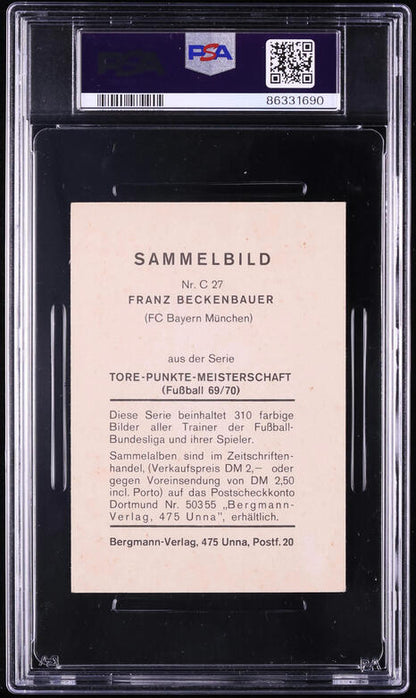 PSA
86331690
SAMMELBILD
Nr. C 27
FRANZ BECKENBAUER
(FC Bayern München)
aus der Serie
TORE-PUNKTE-MEISTERSCHAFT
(Fußball 69/70)
Diese Serie beinhaltet 310 farbige
Bilder aller Trainer der Fußball-
Bundesliga und ihrer Spieler.
Sammelalben sind im Zeitschriften-
handel, (Verkaufspreis DM 2,– oder
gegen Voreinsendung von DM 2,50
incl. Porto) auf das Postscheckkonto
Dortmund Nr. 50355 „Bergmann-
Verlag, 475 Unna", erhältlich.
Bergmann-Verlag, 475 Unna, Postf. 20